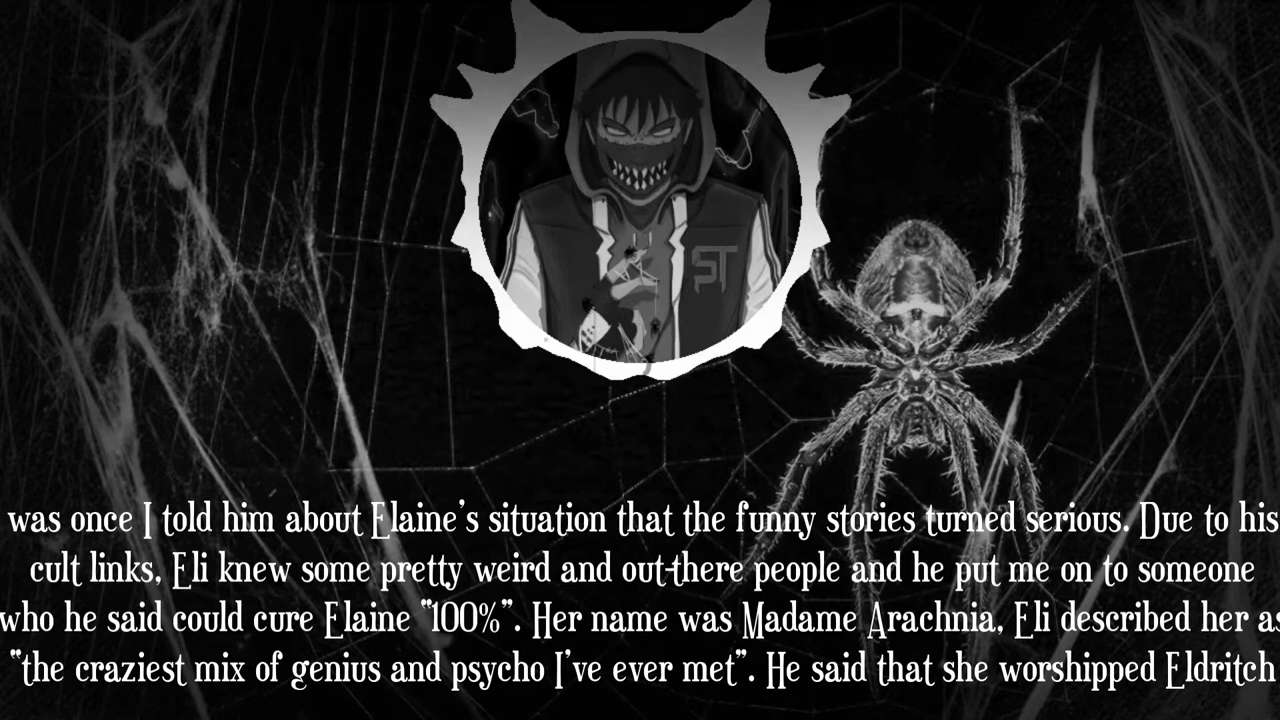 ST
was once I told him about Elaine's situation that the funny stories turned serious. Due to his
cult links, Eli knew some pretty weird and out-there people and he put me on to someone
who he said could cure Elaine “100%”. Her name was Madame Arachnia, Eli described her as
“the craziest mix of genius and psycho I've ever met”. He said that she worshipped Eldritch